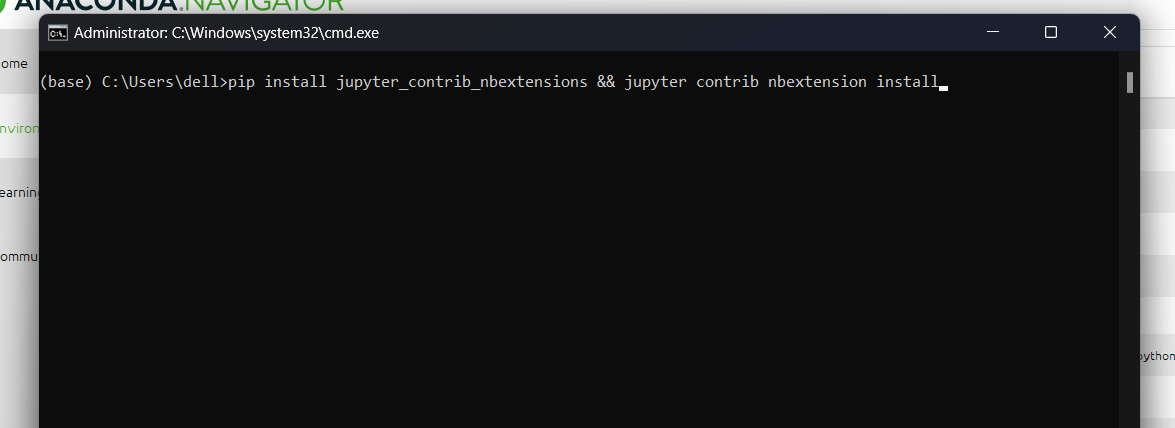 ANACONDA.NAVIGATOR
Administrator: C:\Windows\system32\cmd.exe
ome
(base) C:\Users\dell>pip install jupyter_contrib_nbextensions && jupyter contrib nbextension install
nviron
earning
ommu
python